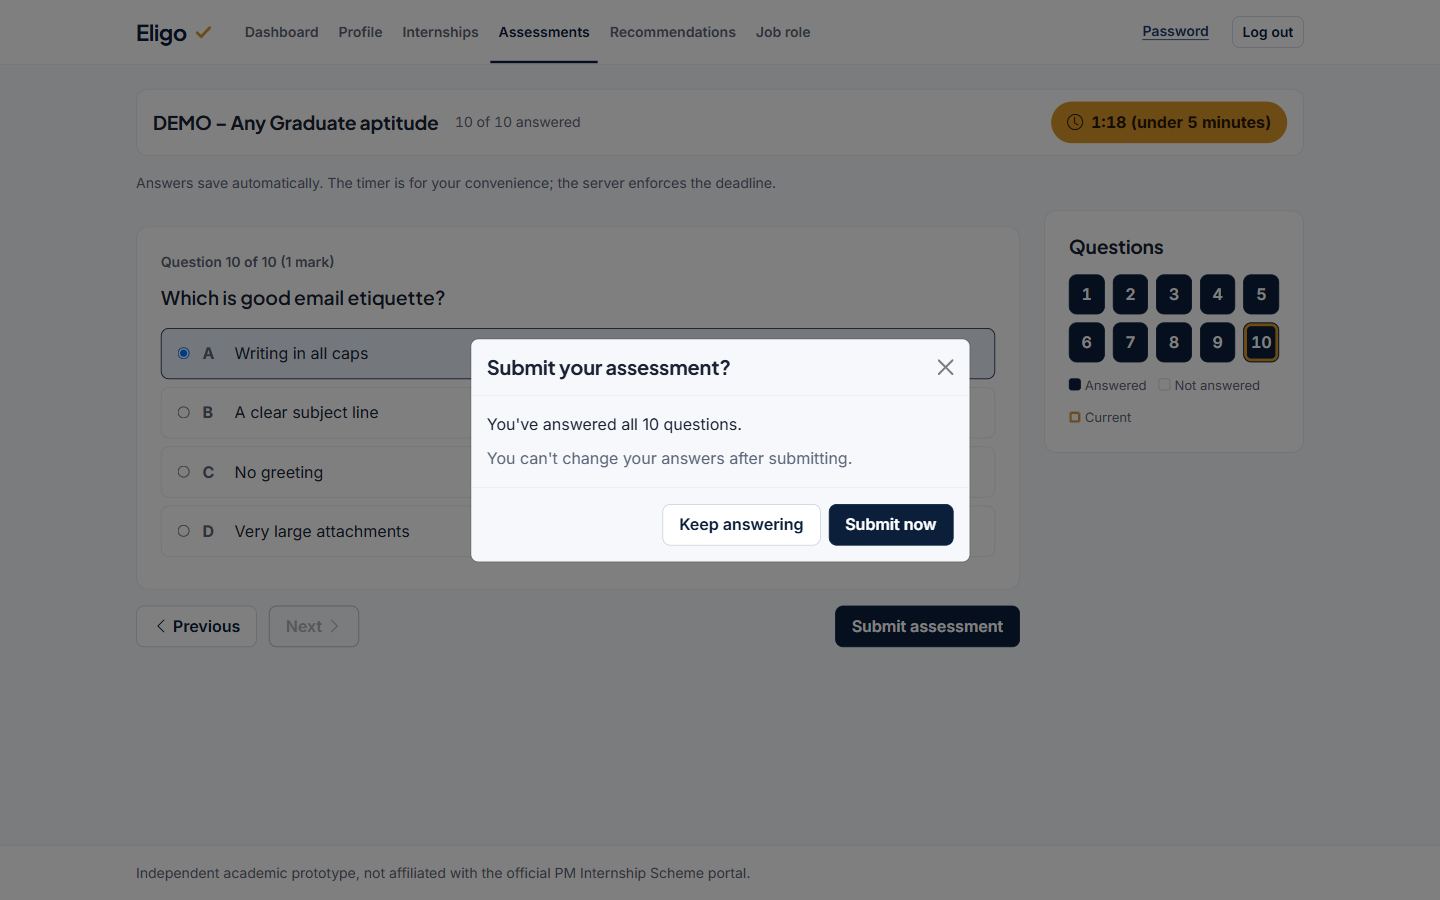 Eligo
Dashboard Profile Internships Assessments Recommendations Job role Password Log out
DEMO – Any Graduate aptitude 10 of 10 answered 1:18 (under 5 minutes)
Answers save automatically. The timer is for your convenience; the server enforces the deadline.
Question 10 of 10 (1 mark)
Which is good email etiquette?
A Writing in all caps
B A clear subject line
C No greeting
D Very large attachments
Previous Next Submit assessment
Questions
1 2 3 4 5
6 7 8 9 10
Answered Not answered
Current
Submit your assessment?
You've answered all 10 questions.
You can't change your answers after submitting.
Keep answering Submit now
Independent academic prototype, not affiliated with the official PM Internship Scheme portal.